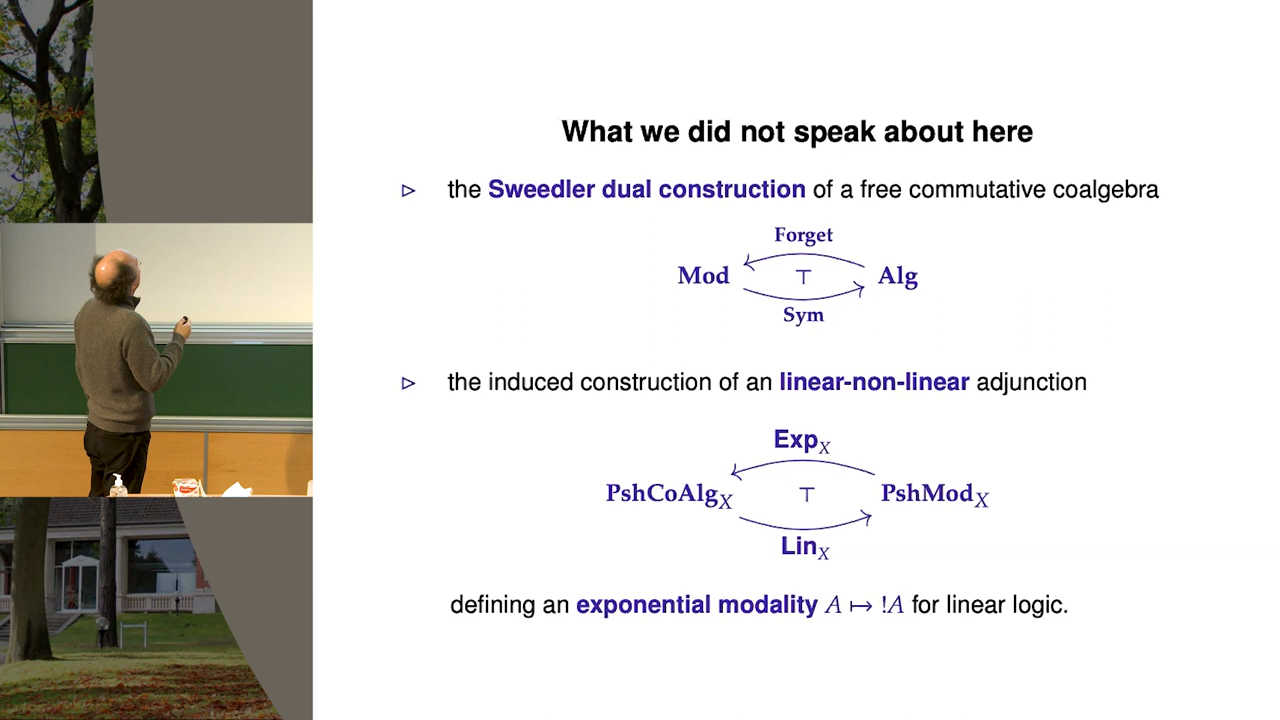 What we did not speak about here
▷ the Sweedler dual construction of a free commutative coalgebra
Forget
Mod ⊤ Alg
Sym
▷ the induced construction of an linear-non-linear adjunction
Exp_X
PshCoAlg_X ⊤ PshMod_X
Lin_X
defining an exponential modality A ↦ !A for linear logic.